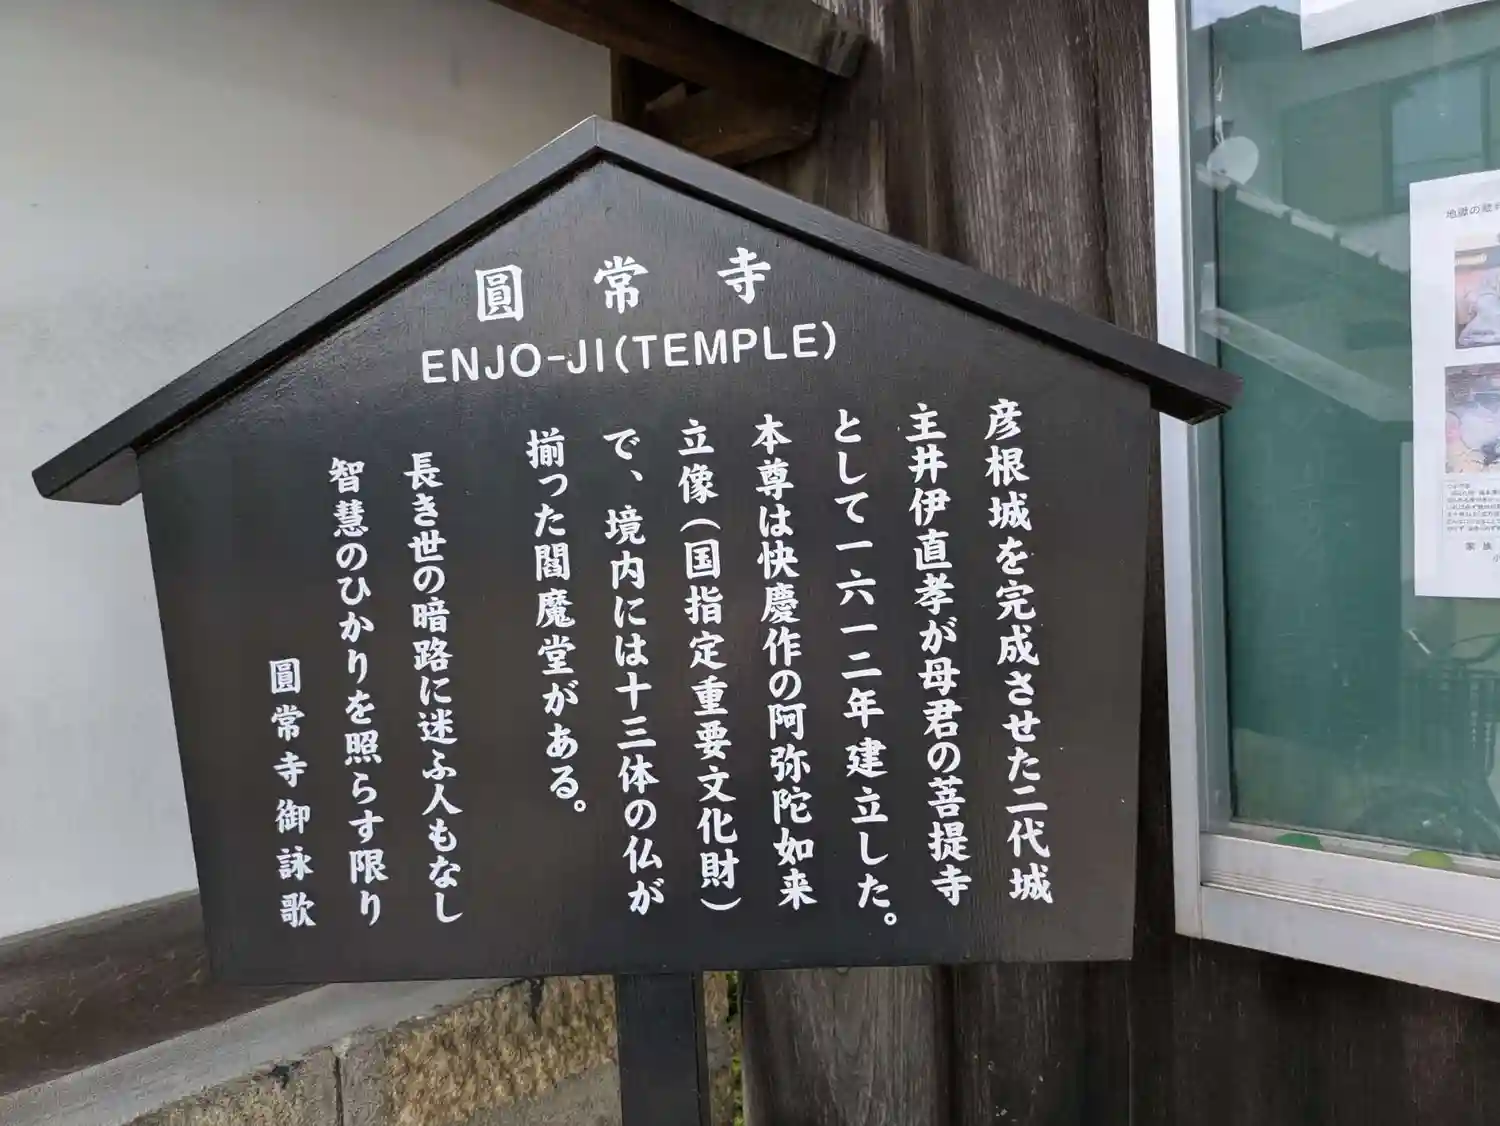 圓常寺
ENJO-JI(TEMPLE)
彦根城を完成させた二代城
主井伊直孝が母君の菩提寺
として一六一二年建立した。
本尊は快慶作の阿弥陀如来
立像(国指定重要文化財)
で、境内には十三体の仏が
揃った閻魔堂がある。
長き世の暗路に迷ふ人もなし
智慧のひかりを照らす限り
圓常寺御詠歌
地獄の